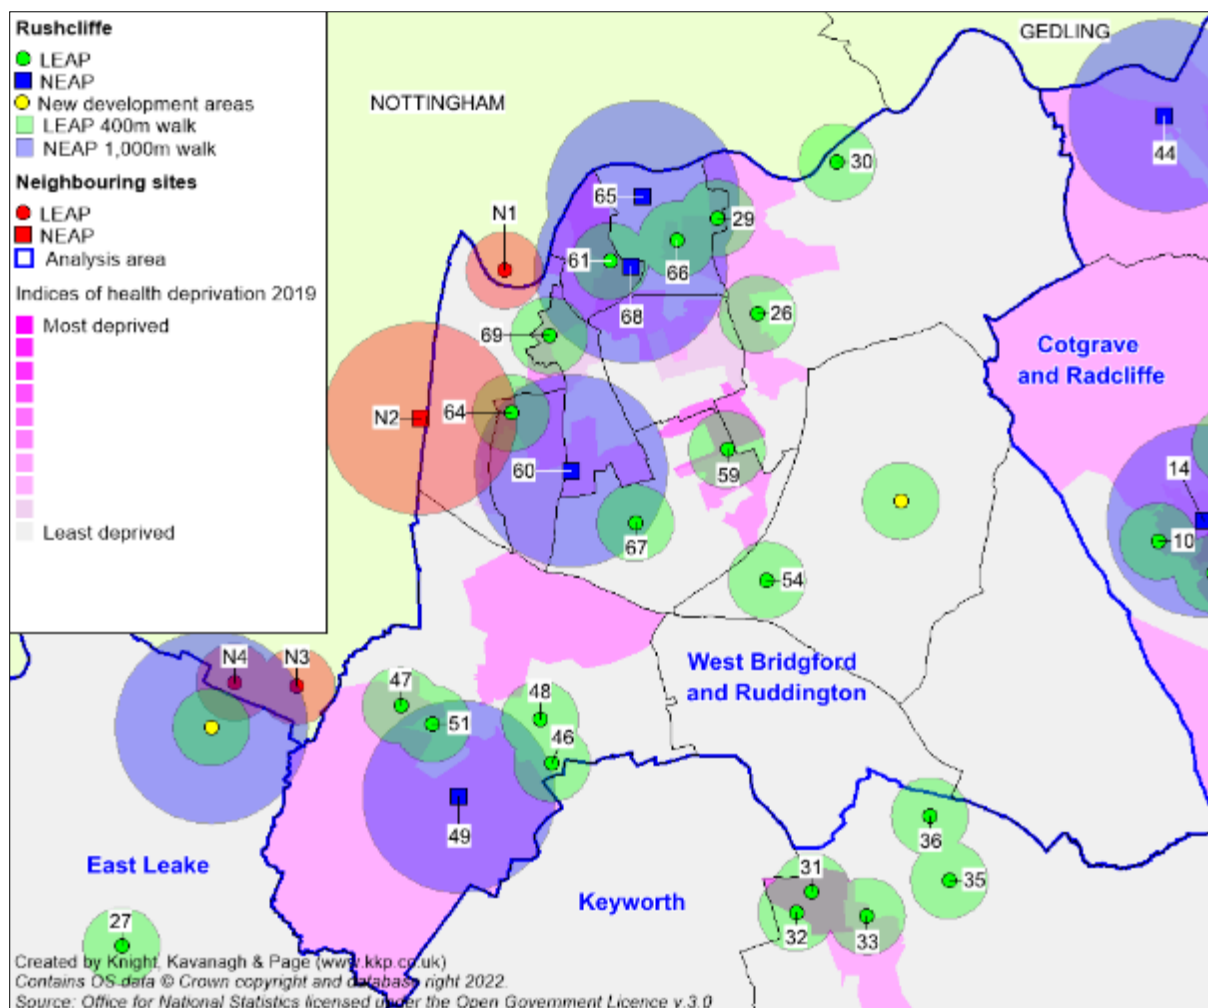 Rushcliffe
LEAP
NEAP
New development areas
LEAP 400m walk
NEAP 1,000m walk
Neighbouring sites
LEAP
NEAP
Analysis area
Indices of health deprivation 2019
Most deprived
Least deprived
GEDLING
NOTTINGHAM
44
30
65
N1
29
61
66
68
26
69
Cotgrave
and Radcliffe
64
N2
60
59
14
10
67
54
N4
N3
West Bridgford
and Ruddington
47
48
51
46
49
36
East Leake
31
35
Keyworth
27
32
33
Created by Knight, Kavanagh & Page (www.kkp.co.uk)
Contains OS data © Crown copyright and database right 2022.
Source: Office for National Statistics licensed under the Open Government Licence v.3.0